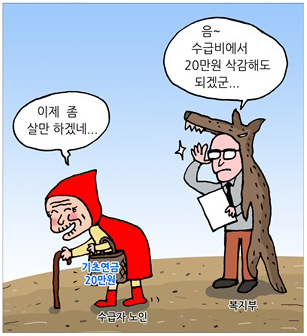 음~
수급비에서
20만원 삭감해도
되겠군...
이제 좀
살만 하겠네...
기초연금
20만원
수급자 노인
복지부